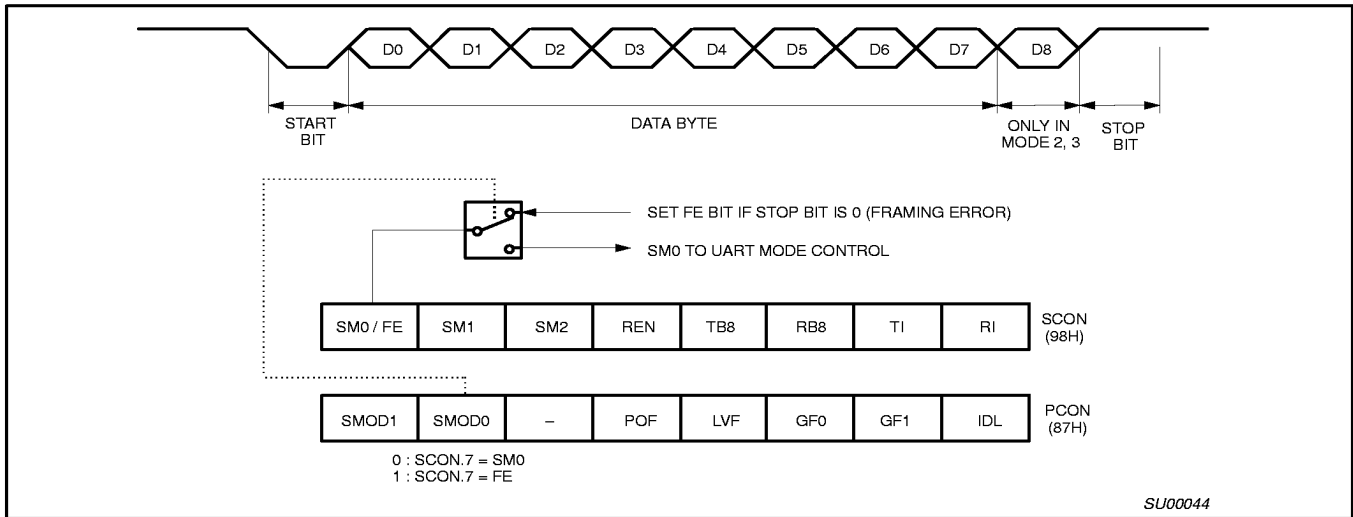 D0 D1 D2 D3 D4 D5 D6 D7 D8
START
BIT
DATA BYTE
ONLY IN
MODE 2, 3
STOP
BIT
SET FE BIT IF STOP BIT IS 0 (FRAMING ERROR)
SM0 TO UART MODE CONTROL
SM0 / FE SM1 SM2 REN TB8 RB8 TI RI
SCON
(98H)
SMOD1 SMOD0 – POF LVF GF0 GF1 IDL
PCON
(87H)
0 : SCON.7 = SM0
1 : SCON.7 = FE
SU00044